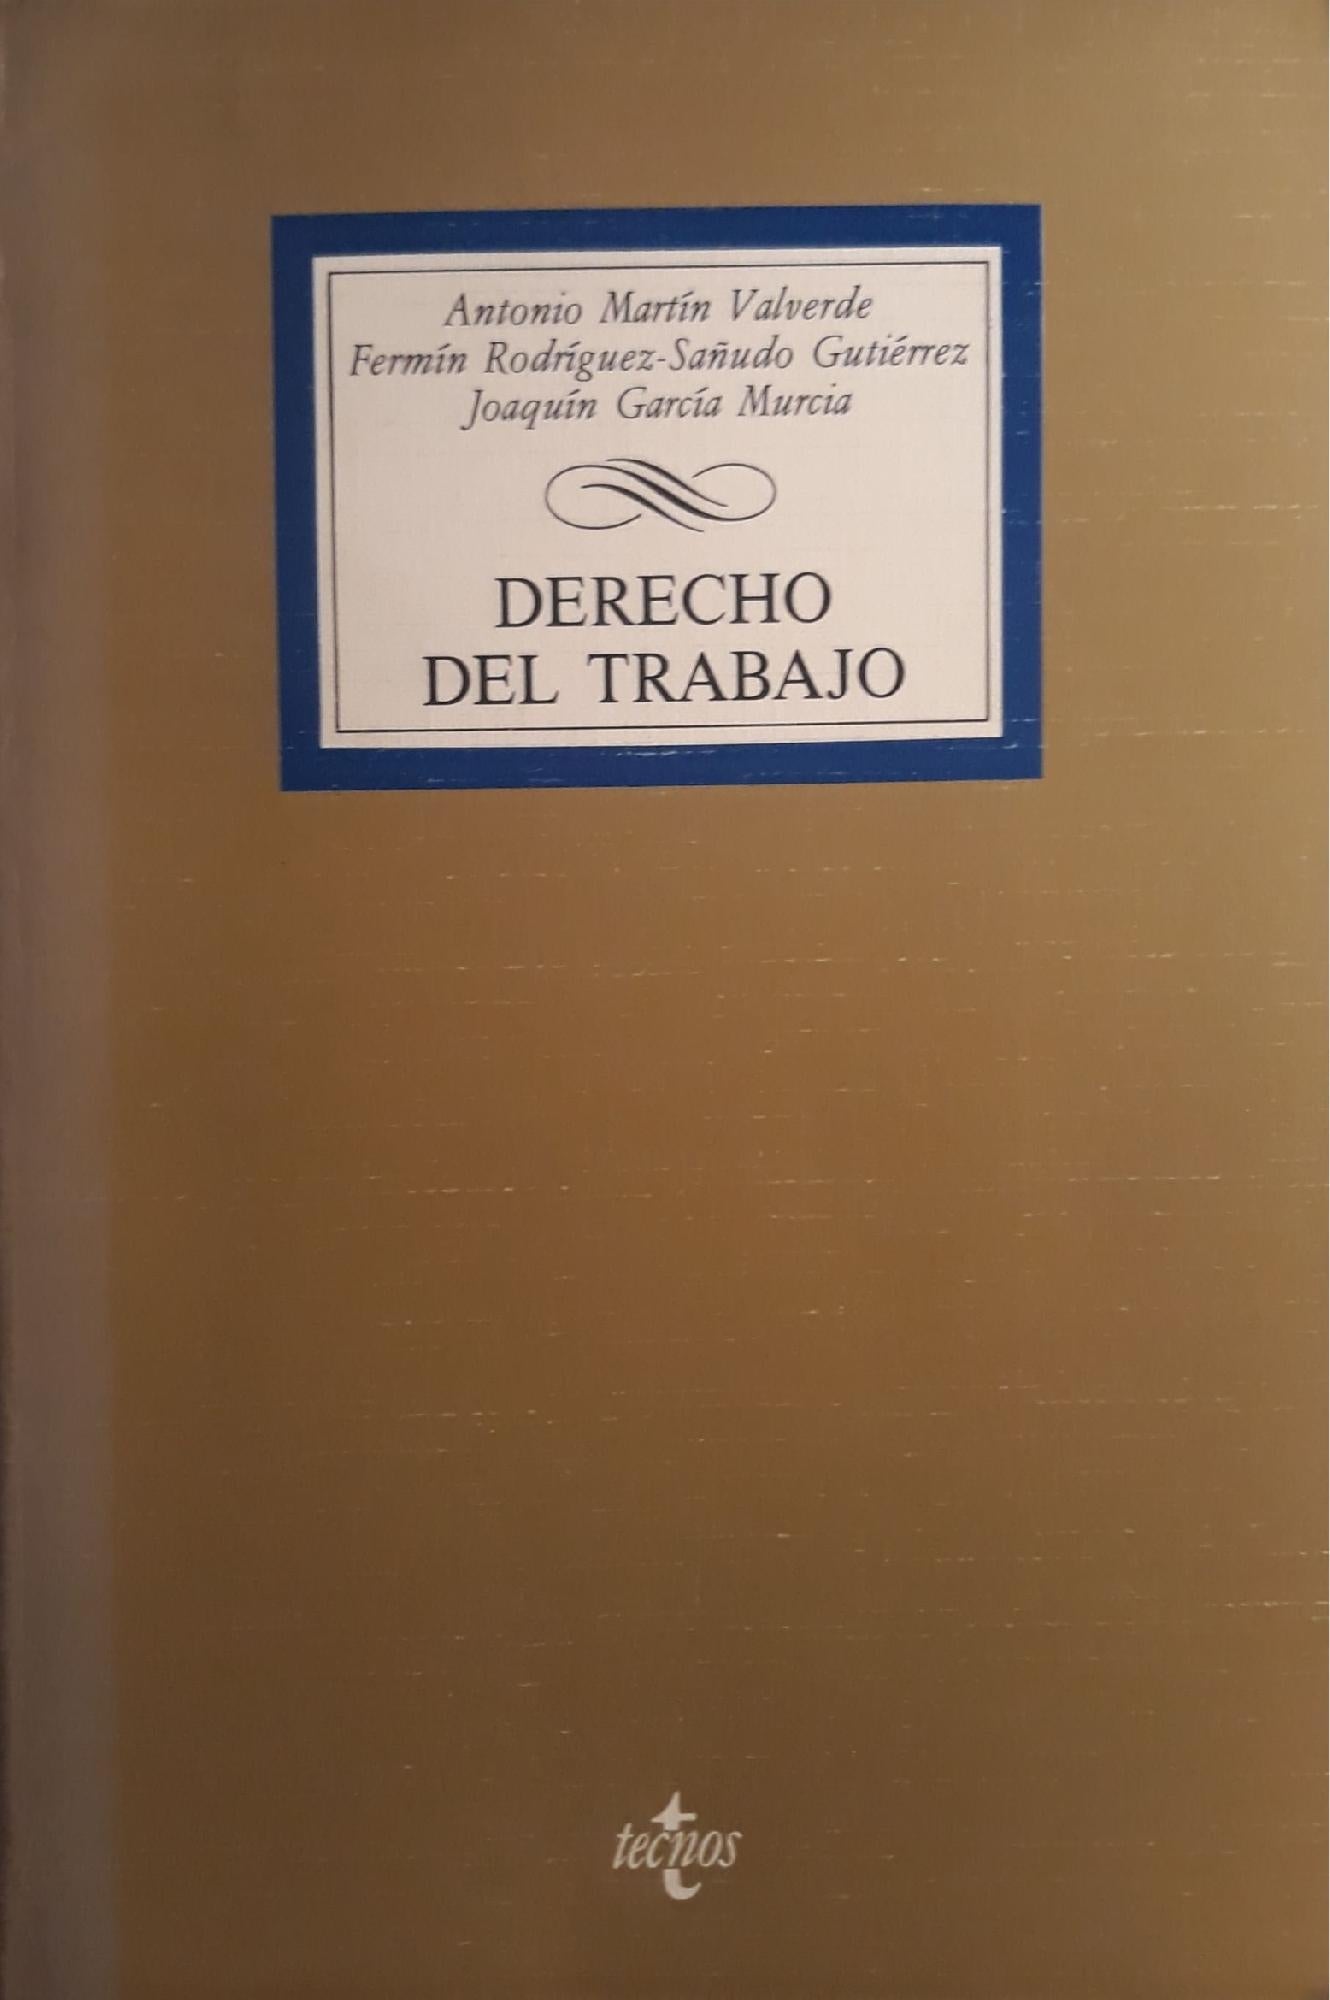 Antonio Martín Valverde
Fermín Rodríguez-Sañudo Gutiérrez
Joaquín García Murcia
DERECHO
DEL TRABAJO
tecnos